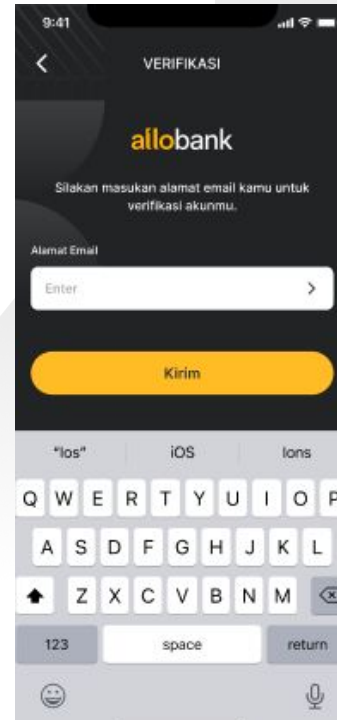 9:41
VERIFIKASI
allobank
Silakan masukan alamat email kamu untuk
verifikasi akunmu.
Alamat Email
Enter
Kirim
"Ios" iOS Ions
Q W E R T Y U I O P
A S D F G H J K L
Z X C V B N M
123 space return